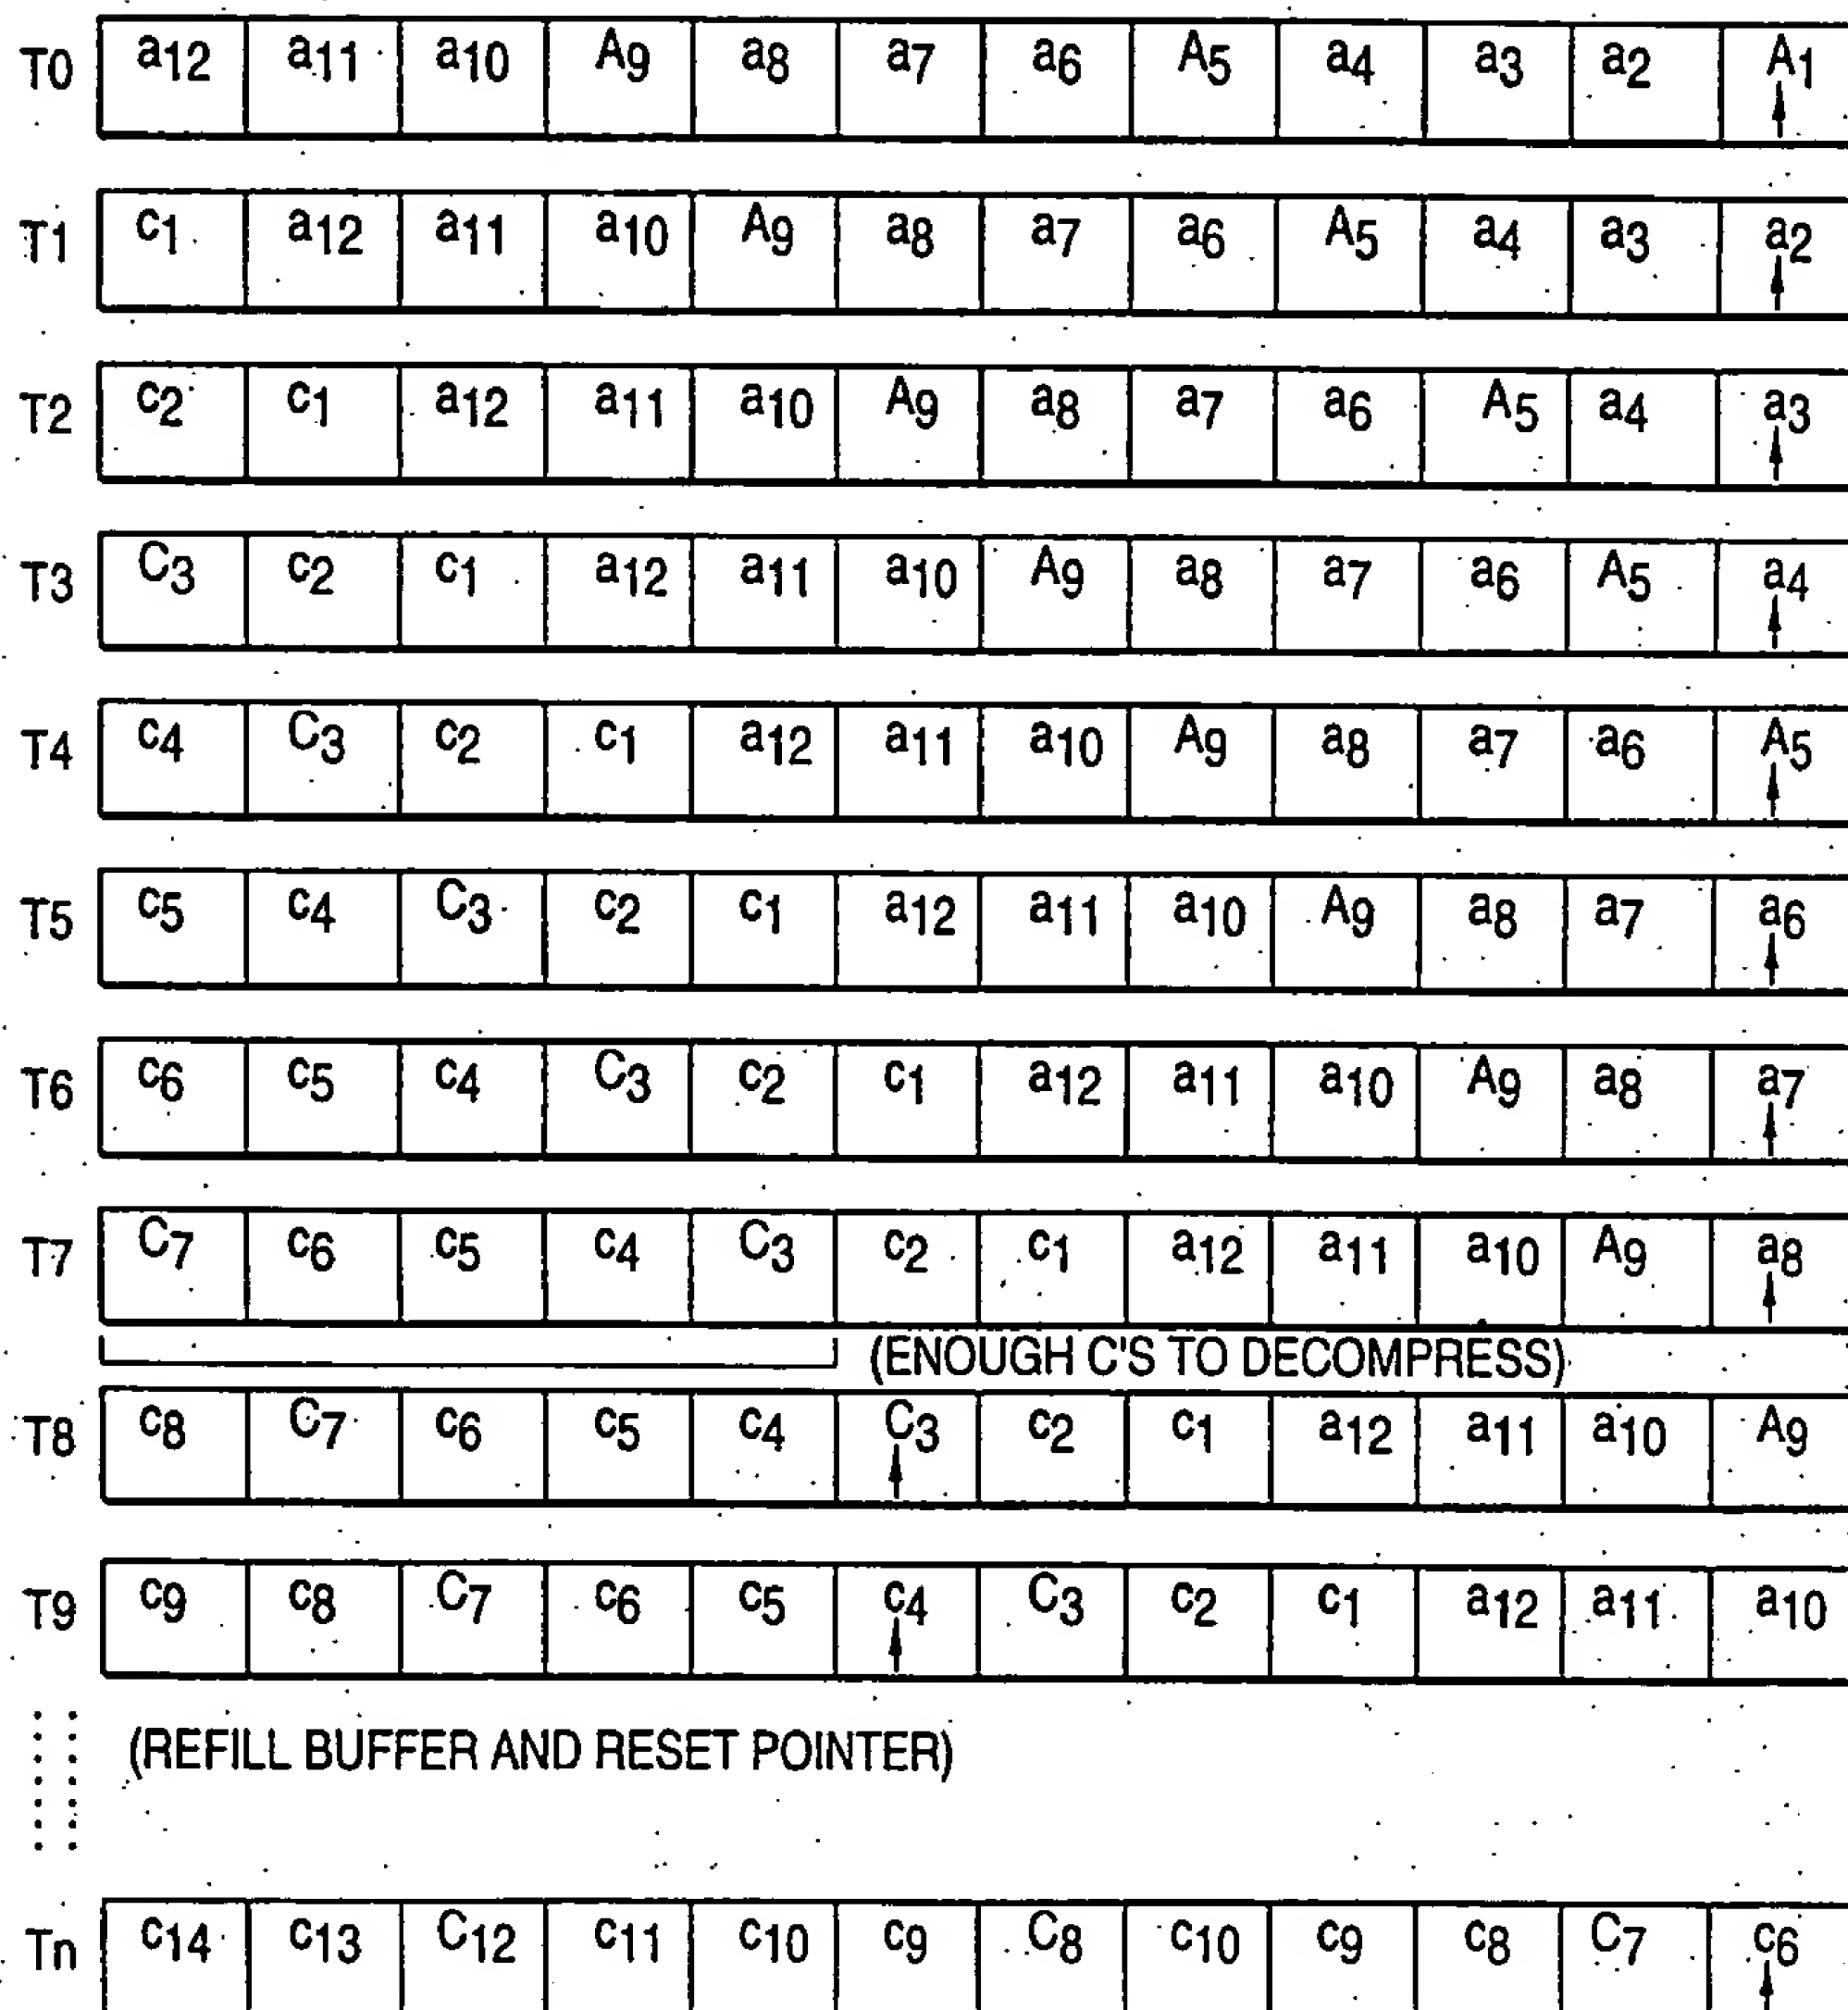 T0 a12 a11 a10 A9 a8 a7 a6 A5 a4 a3 a2 A1
T1 c1 a12 a11 a10 A9 a8 a7 a6 A5 a4 a3 a2
T2 c2 c1 a12 a11 a10 A9 a8 a7 a6 A5 a4 a3
T3 C3 c2 c1 a12 a11 a10 A9 a8 a7 a6 A5 a4
T4 c4 C3 c2 c1 a12 a11 a10 A9 a8 a7 a6 A5
T5 c5 c4 C3 c2 c1 a12 a11 a10 A9 a8 a7 a6
T6 c6 c5 c4 C3 c2 c1 a12 a11 a10 A9 a8 a7
T7 C7 c6 c5 c4 C3 c2 c1 a12 a11 a10 A9 a8
(ENOUGH C'S TO DECOMPRESS)
T8 c8 C7 c6 c5 c4 C3 c2 c1 a12 a11 a10 A9
T9 c9 c8 C7 c6 c5 c4 C3 c2 c1 a12 a11 a10
(REFILL BUFFER AND RESET POINTER)
Tn c14 c13 C12 c11 c10 c9 C8 c10 c9 c8 C7 c6